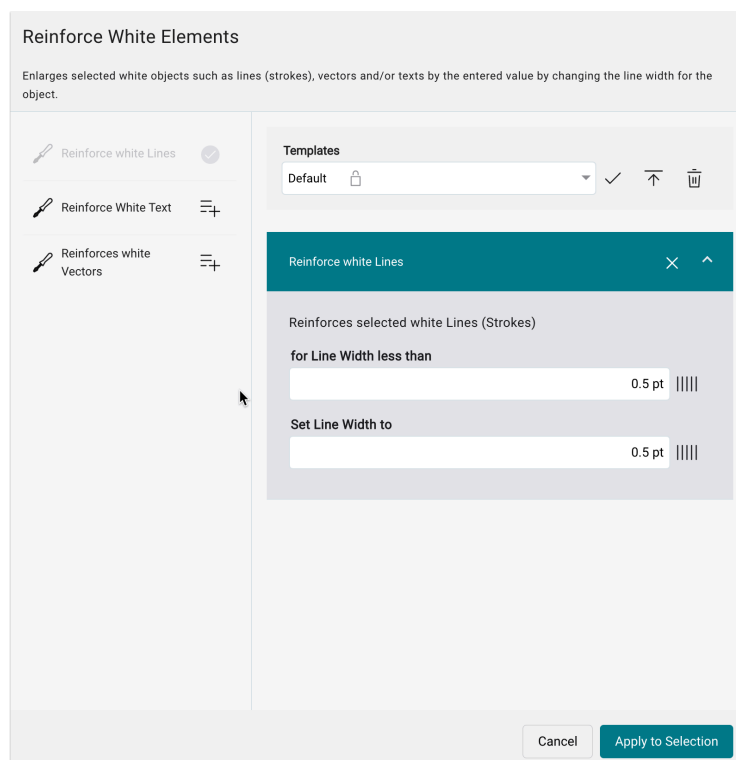 Reinforce White Elements
Enlarges selected white objects such as lines (strokes), vectors and/or texts by the entered value by changing the line width for the
object.
Reinforce white Lines
Reinforce White Text
Reinforces white
Vectors
Templates
Default
Reinforce white Lines
Reinforces selected white Lines (Strokes)
for Line Width less than
0.5 pt
Set Line Width to
0.5 pt
Cancel
Apply to Selection